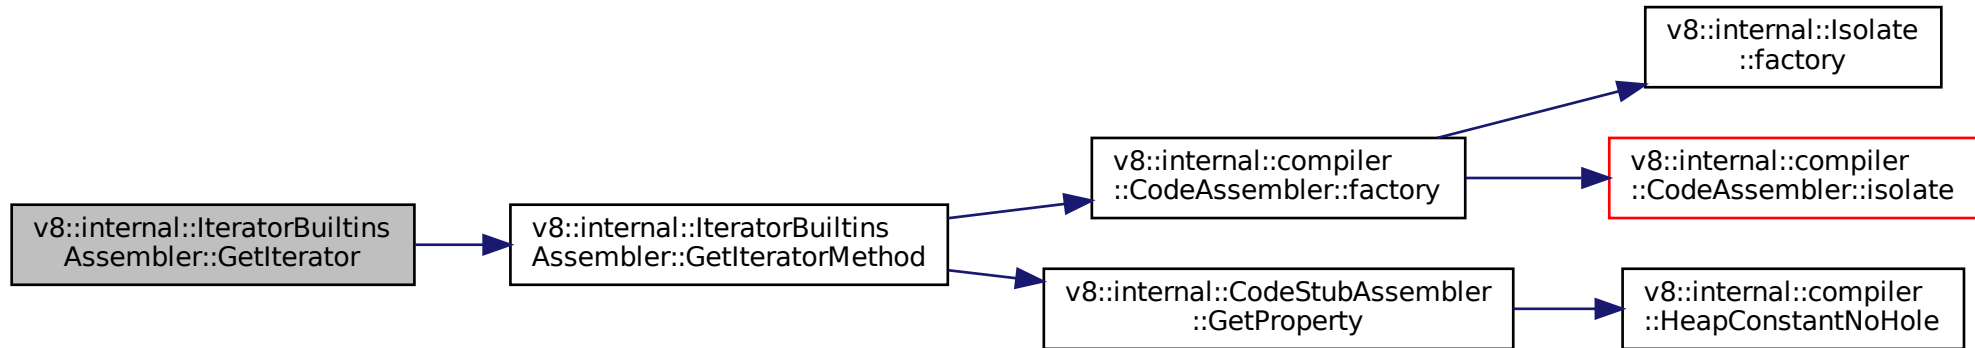 v8::internal::IteratorBuiltins
Assembler::GetIterator
v8::internal::IteratorBuiltins
Assembler::GetIteratorMethod
v8::internal::compiler
::CodeAssembler::factory
v8::internal::Isolate
::factory
v8::internal::compiler
::CodeAssembler::isolate
v8::internal::CodeStubAssembler
::GetProperty
v8::internal::compiler
::HeapConstantNoHole